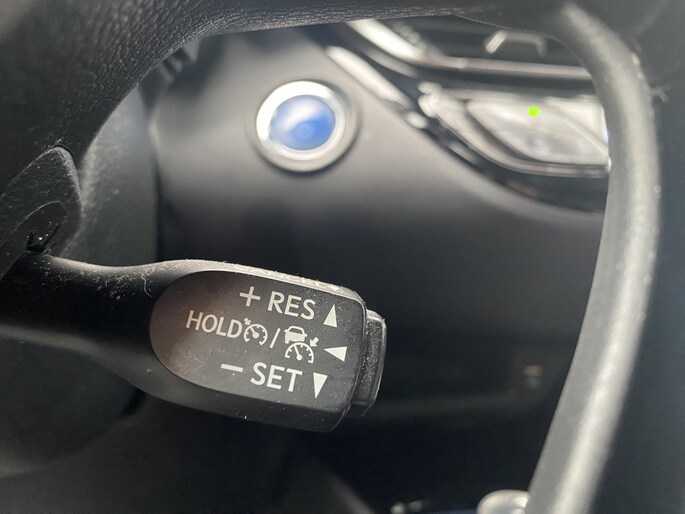 + RES
HOLD /
− SET